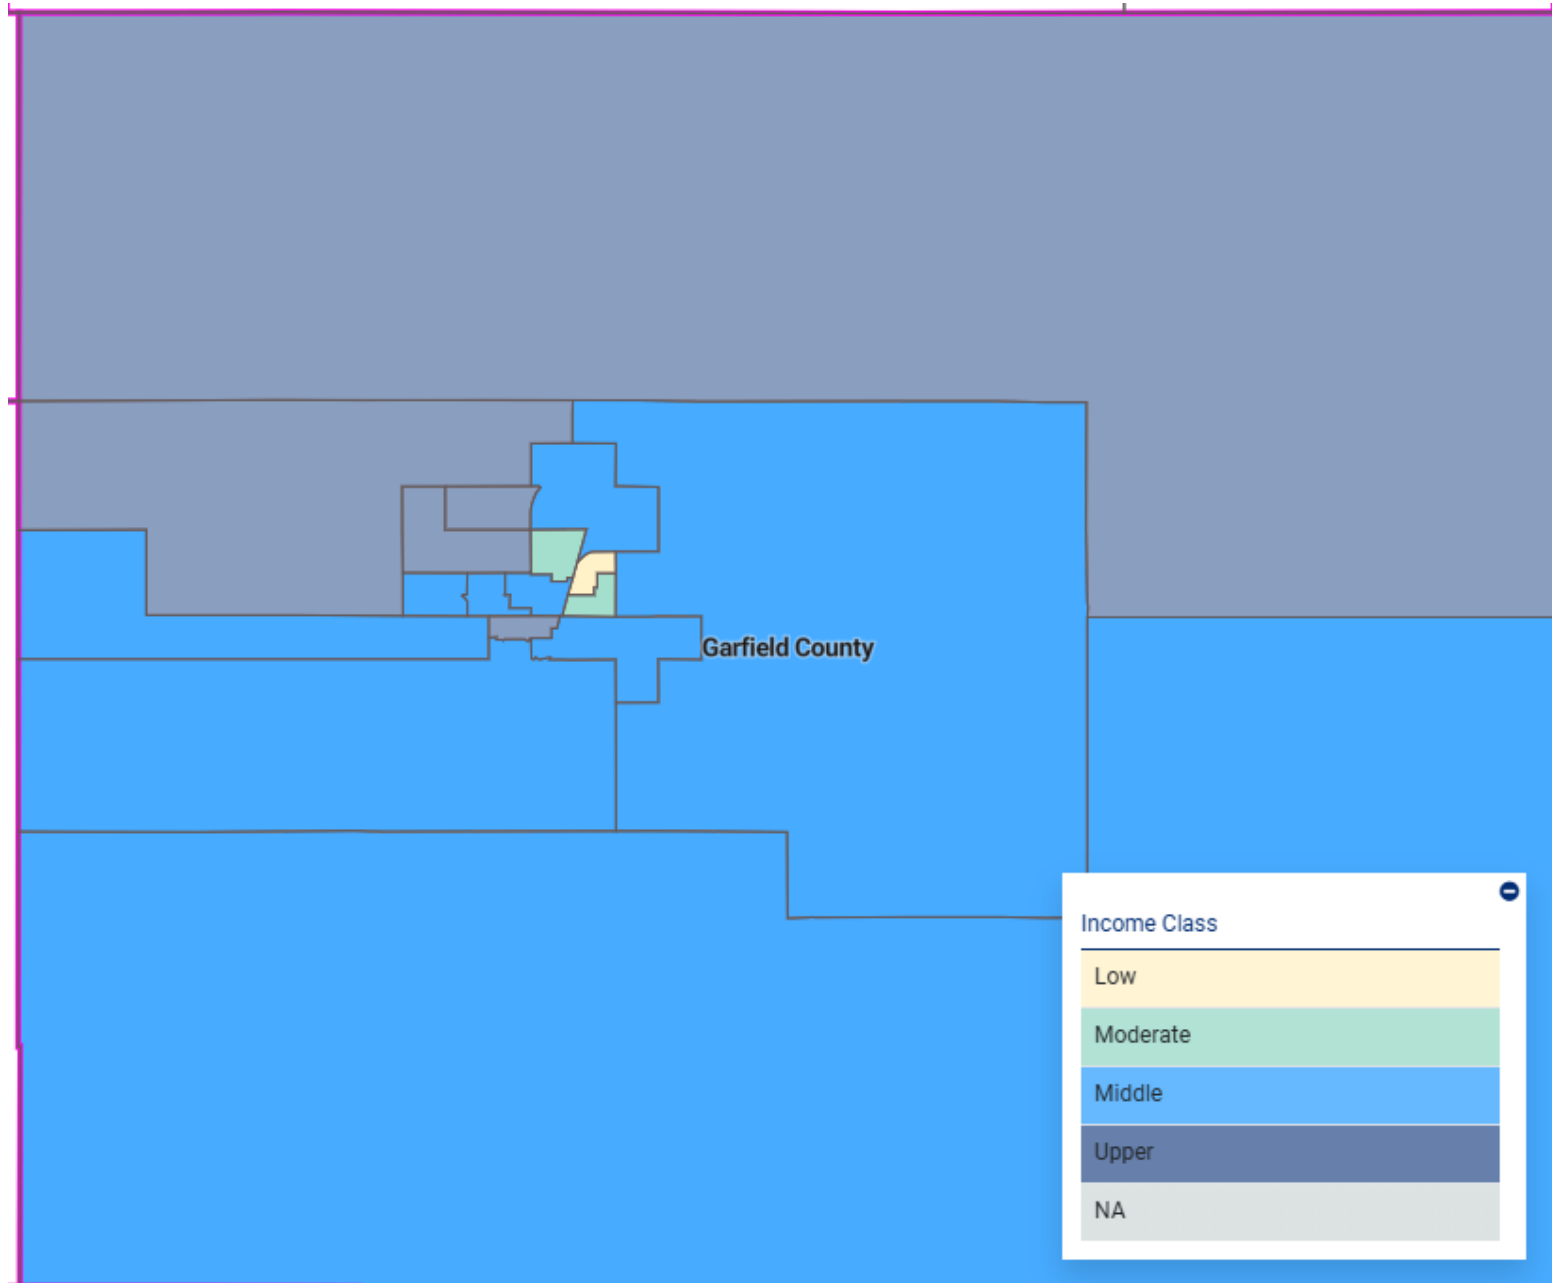 Garfield County
Income Class
Low
Moderate
Middle
Upper
NA